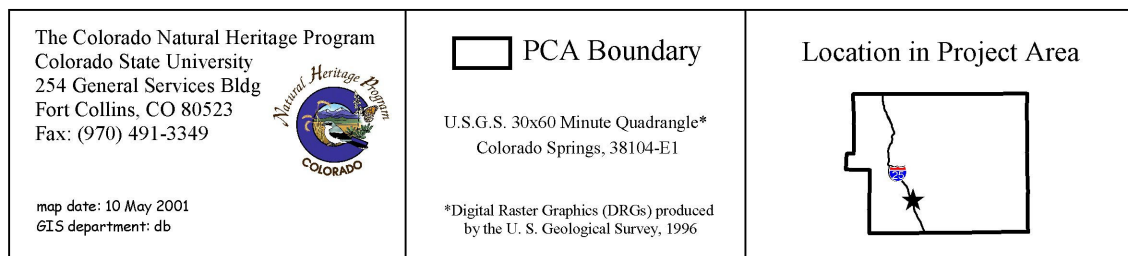 The Colorado Natural Heritage Program
Colorado State University
254 General Services Bldg
Fort Collins, CO 80523
Fax: (970) 491-3349
Natural Heritage Program
COLORADO
map date: 10 May 2001
GIS department: db
PCA Boundary
U.S.G.S. 30x60 Minute Quadrangle*
Colorado Springs, 38104-E1
*Digital Raster Graphics (DRGs) produced
by the U. S. Geological Survey, 1996
Location in Project Area
25